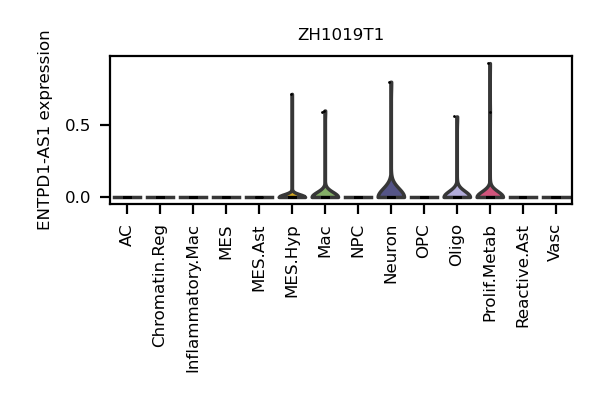 ZH1019T1
ENTPD1-AS1 expression
0.5
0.0
AC
Chromatin.Reg
Inflammatory.Mac
MES
MES.Ast
MES.Hyp
Mac
NPC
Neuron
OPC
Oligo
Prolif.Metab
Reactive.Ast
Vasc